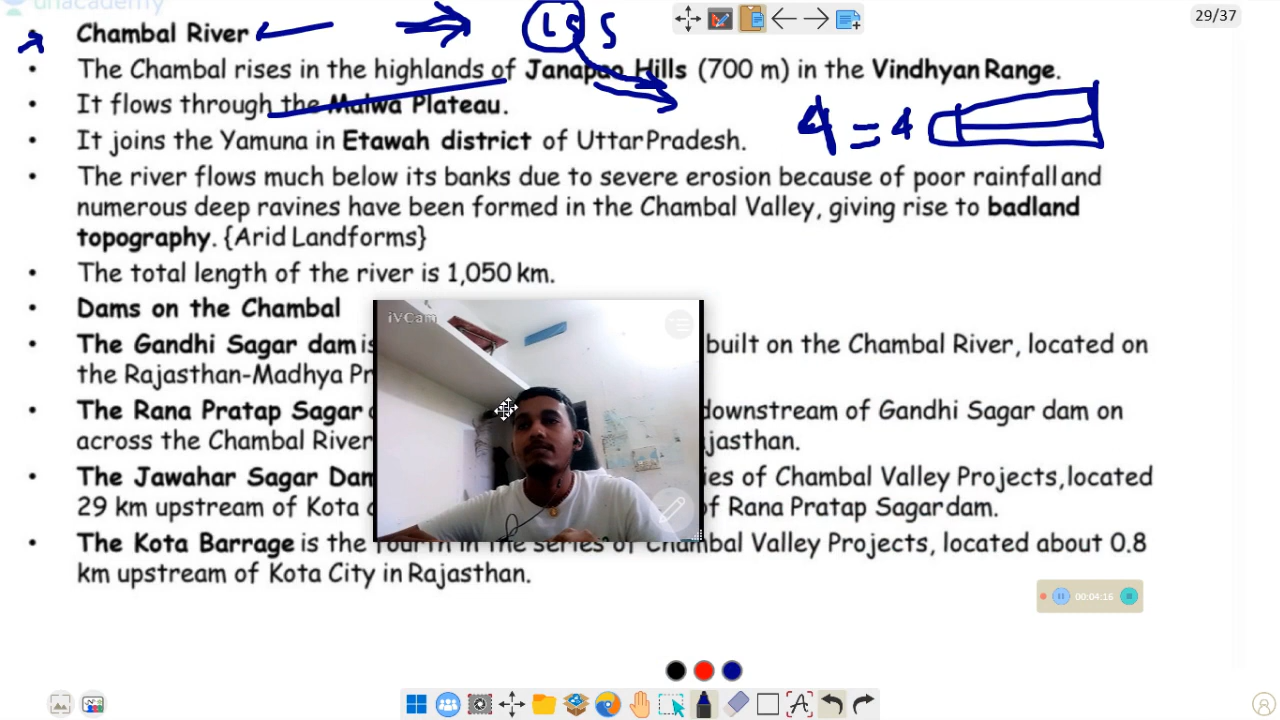 unacademy
29/37
Chambal River
L S S
• The Chambal rises in the highlands of Janapao Hills (700 m) in the Vindhyan Range.
• It flows through the Malwa Plateau.
4 = 4
• It joins the Yamuna in Etawah district of Uttar Pradesh.
• The river flows much below its banks due to severe erosion because of poor rainfall and
numerous deep ravines have been formed in the Chambal Valley, giving rise to badland
topography. {Arid Landforms}
• The total length of the river is 1,050 km.
• Dams on the Chambal
iVCam
• The Gandhi Sagar dam is built on the Chambal River, located on
the Rajasthan-Madhya Pr
• The Rana Pratap Sagar downstream of Gandhi Sagar dam on
across the Chambal River jasthan.
• The Jawahar Sagar Dam ies of Chambal Valley Projects, located
29 km upstream of Kota of Rana Pratap Sagar dam.
• The Kota Barrage is the fourth in the series of Chambal Valley Projects, located about 0.8
km upstream of Kota City in Rajasthan.
00:04:16